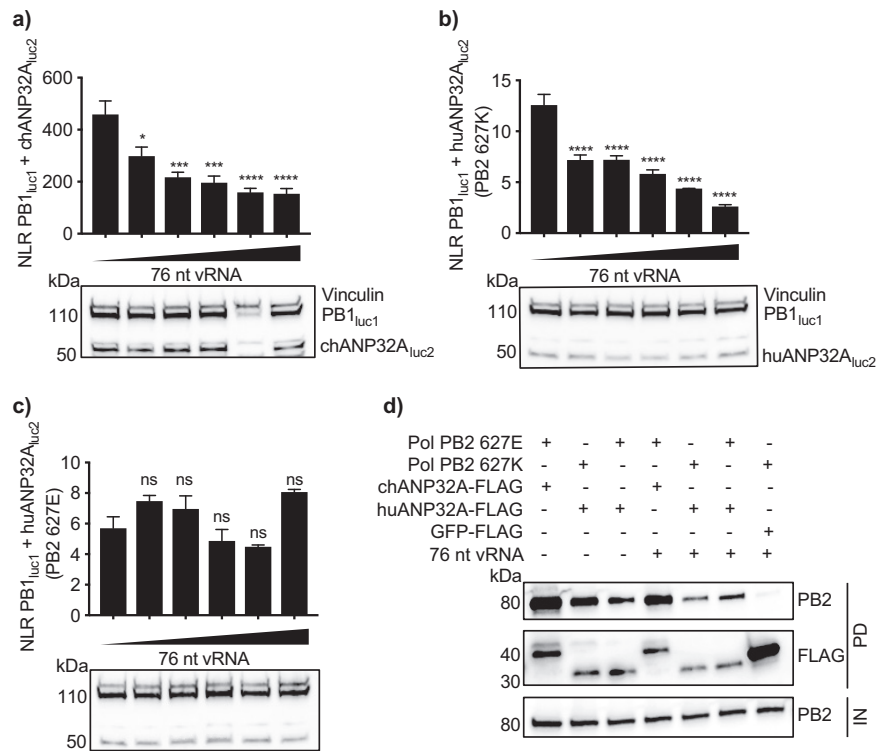 a)
NLR PB1luc1 + chANP32Aluc2
600
400
200
0
* *** *** **** ****
76 nt vRNA
kDa
110
50
Vinculin
PB1luc1
chANP32Aluc2
b)
NLR PB1luc1 + huANP32Aluc2
(PB2 627K)
15
10
5
0
**** **** **** **** ****
76 nt vRNA
kDa
110
50
Vinculin
PB1luc1
huANP32Aluc2
c)
NLR PB1luc1 + huANP32Aluc2
(PB2 627E)
10
8
6
4
2
0
ns ns ns ns ns
76 nt vRNA
kDa
110
50
d)
Pol PB2 627E + - + + - + -
Pol PB2 627K - + - - + - +
chANP32A-FLAG + - - + - - -
huANP32A-FLAG - + + - + + -
GFP-FLAG - - - - - - +
76 nt vRNA - - - + + + +
kDa
80 PB2
40 FLAG
30
PD
80 PB2
IN